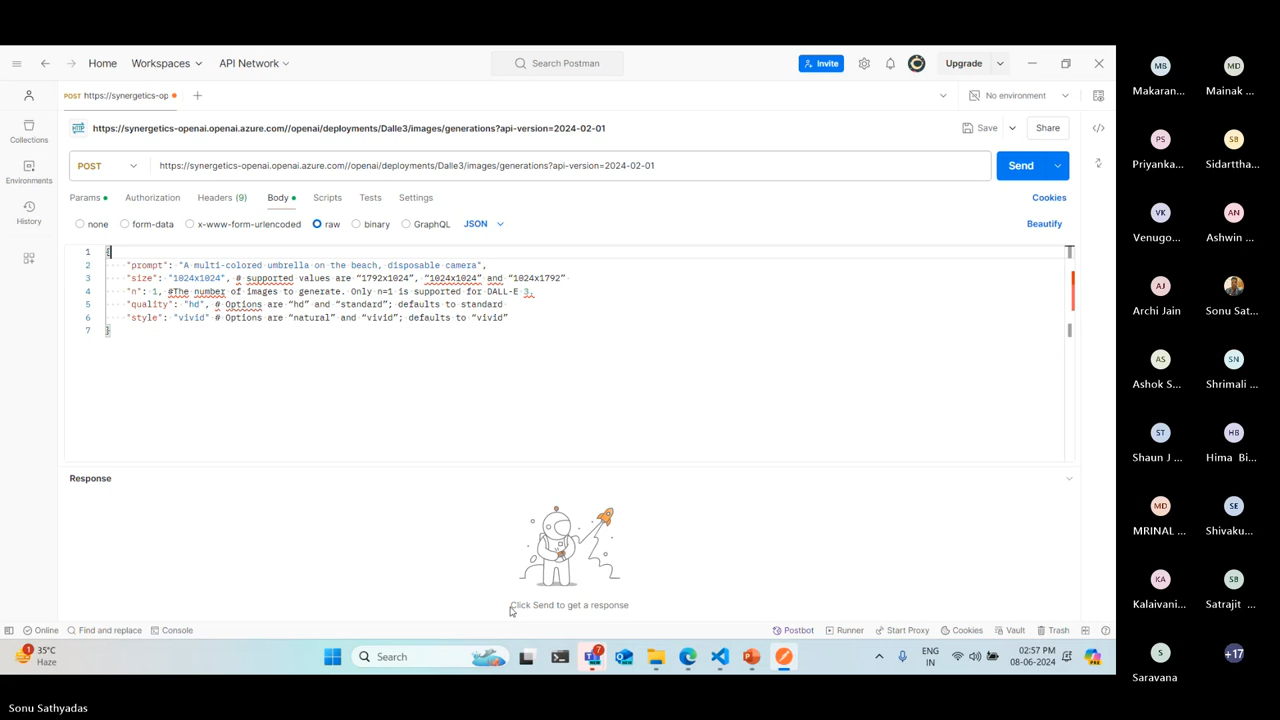 Home
Workspaces
API Network
Search Postman
Invite
Upgrade
POST https://synergetics-op
No environment
HTTP
https://synergetics-openai.openai.azure.com//openai/deployments/Dalle3/images/generations?api-version=2024-02-01
Save
Share
POST
https://synergetics-openai.openai.azure.com//openai/deployments/Dalle3/images/generations?api-version=2024-02-01
Send
Params
Authorization
Headers (9)
Body
Scripts
Tests
Settings
Cookies
none
form-data
x-www-form-urlencoded
raw
binary
GraphQL
JSON
Beautify
1 {
2 "prompt": "A multi-colored umbrella on the beach, disposable camera",
3 "size": "1024x1024", # supported values are “1792x1024”, “1024x1024” and “1024x1792”
4 "n": 1, #The number of images to generate. Only n=1 is supported for DALL-E 3.
5 "quality": "hd", # Options are “hd” and “standard”; defaults to standard
6 "style": "vivid" # Options are “natural” and “vivid”; defaults to “vivid”
7 }
Response
Click Send to get a response
Collections
Environments
History
Online
Find and replace
Console
Postbot
Runner
Start Proxy
Cookies
Vault
Trash
1
35°C
Haze
Search
7
ENG
IN
02:57 PM
08-06-2024
MB
Makaran...
MD
Mainak ...
PS
Priyanka...
SB
Sidarttha...
VK
Venugo...
AN
Ashwin ...
AJ
Archi Jain
Sonu Sat...
AS
Ashok S...
SN
Shrimali ...
ST
Shaun J ...
HB
Hima Bi...
MD
MRINAL ...
SE
Shivaku...
KA
Kalaivani...
SB
Satrajit ...
S
Saravana
+17
Sonu Sathyadas